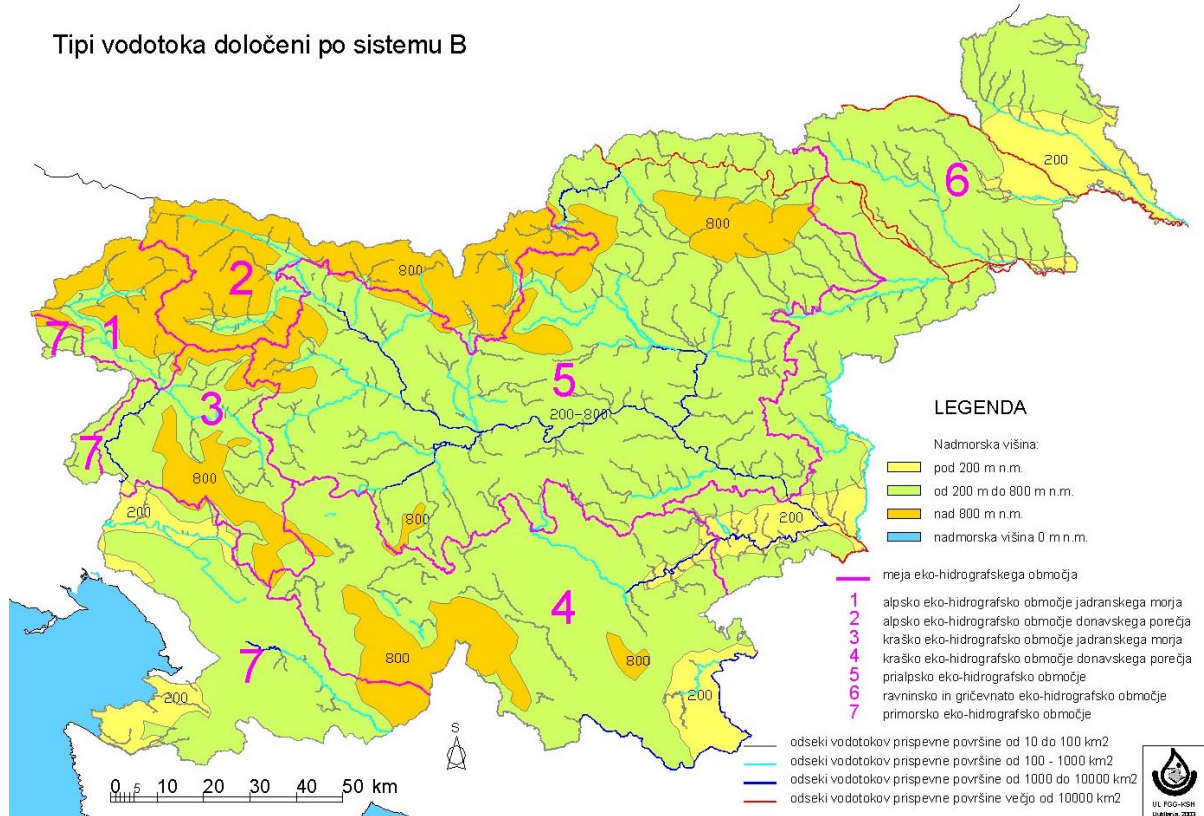 Tipi vodotoka določeni po sistemu B
6
200
800
2
800
7
1
5
3
200-800
7
800
200
800
200
4
7
800
800
200
200
S
0 5 10 20 30 40 50 km
LEGENDA
Nadmorska višina:
pod 200 m n.m.
od 200 m do 800 m n.m.
nad 800 m n.m.
nadmorska višina 0 m n.m.
meja eko-hidrografskega območja
1 alpsko eko-hidrografsko območje jadranskega morja
2 alpsko eko-hidrografsko območje donavskega porečja
3 kraško eko-hidrografsko območje jadranskega morja
4 kraško eko-hidrografsko območje donavskega porečja
5 prialpsko eko-hidrografsko območje
6 ravninsko in gričevnato eko-hidrografsko območje
7 primorsko eko-hidrografsko območje
odseki vodotokov prispevne površine od 10 do 100 km2
odseki vodotokov prispevne površine od 100 - 1000 km2
odseki vodotokov prispevne površine od 1000 do 10000 km2
odseki vodotokov prispevne površine večjo od 10000 km2
UL FGG-KSH
Ljubljana, 2003